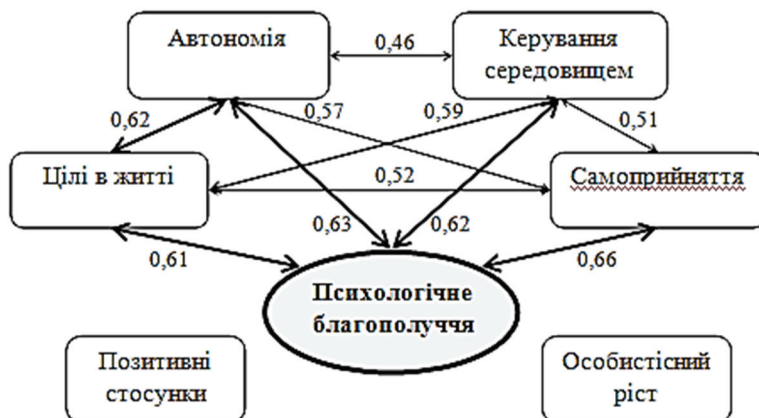 Автономія
0,46
Керування
середовищем
0,62
0,57
0,59
0,51
Цілі в житті
0,52
Самоприйняття
0,63
0,62
0,61
0,66
Психологічне
благополуччя
Позитивні
стосунки
Особистісний
ріст